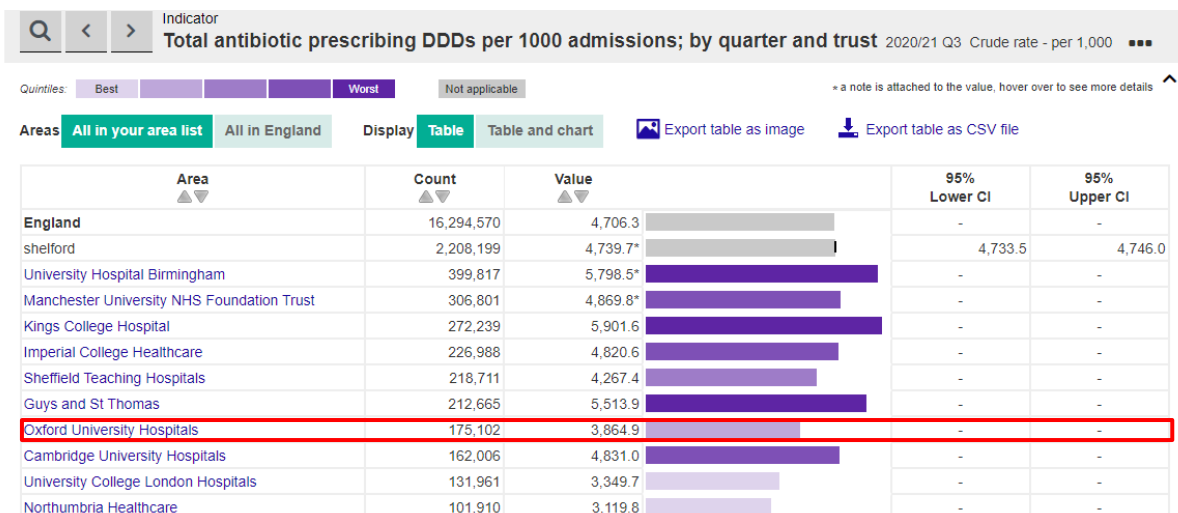 Indicator
Total antibiotic prescribing DDDs per 1000 admissions; by quarter and trust 2020/21 Q3 Crude rate - per 1,000
Quintiles: Best Worst Not applicable * a note is attached to the value, hover over to see more details
Areas All in your area list All in England Display Table Table and chart Export table as image Export table as CSV file
Area Count Value 95% Lower CI 95% Upper CI
England 16,294,570 4,706.3 - -
shelford 2,208,199 4,739.7* 4,733.5 4,746.0
University Hospital Birmingham 399,817 5,798.5* - -
Manchester University NHS Foundation Trust 306,801 4,869.8* - -
Kings College Hospital 272,239 5,901.6 - -
Imperial College Healthcare 226,988 4,820.6 - -
Sheffield Teaching Hospitals 218,711 4,267.4 - -
Guys and St Thomas 212,665 5,513.9 - -
Oxford University Hospitals 175,102 3,864.9 - -
Cambridge University Hospitals 162,006 4,831.0 - -
University College London Hospitals 131,961 3,349.7 - -
Northumbria Healthcare 101,910 3,119.8 - -